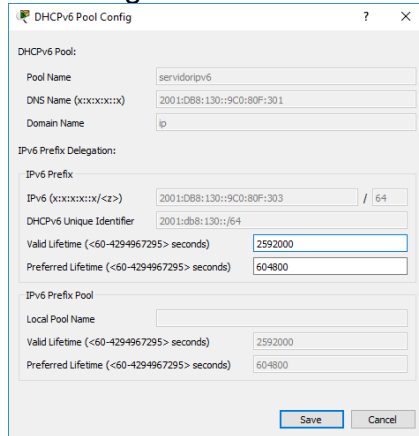 DHCPv6 Pool Config ? ×
DHCPv6 Pool:
Pool Name servidoripv6
DNS Name (x:x:x:x::x) 2001:DB8:130::9C0:80F:301
Domain Name ip
IPv6 Prefix Delegation:
IPv6 Prefix
IPv6 (x:x:x:x::x/<z>) 2001:DB8:130::9C0:80F:303 / 64
DHCPv6 Unique Identifier 2001:db8:130::/64
Valid Lifetime (<60-4294967295> seconds) 2592000
Preferred Lifetime (<60-4294967295> seconds) 604800
IPv6 Prefix Pool
Local Pool Name
Valid Lifetime (<60-4294967295> seconds) 2592000
Preferred Lifetime (<60-4294967295> seconds) 604800
Save Cancel